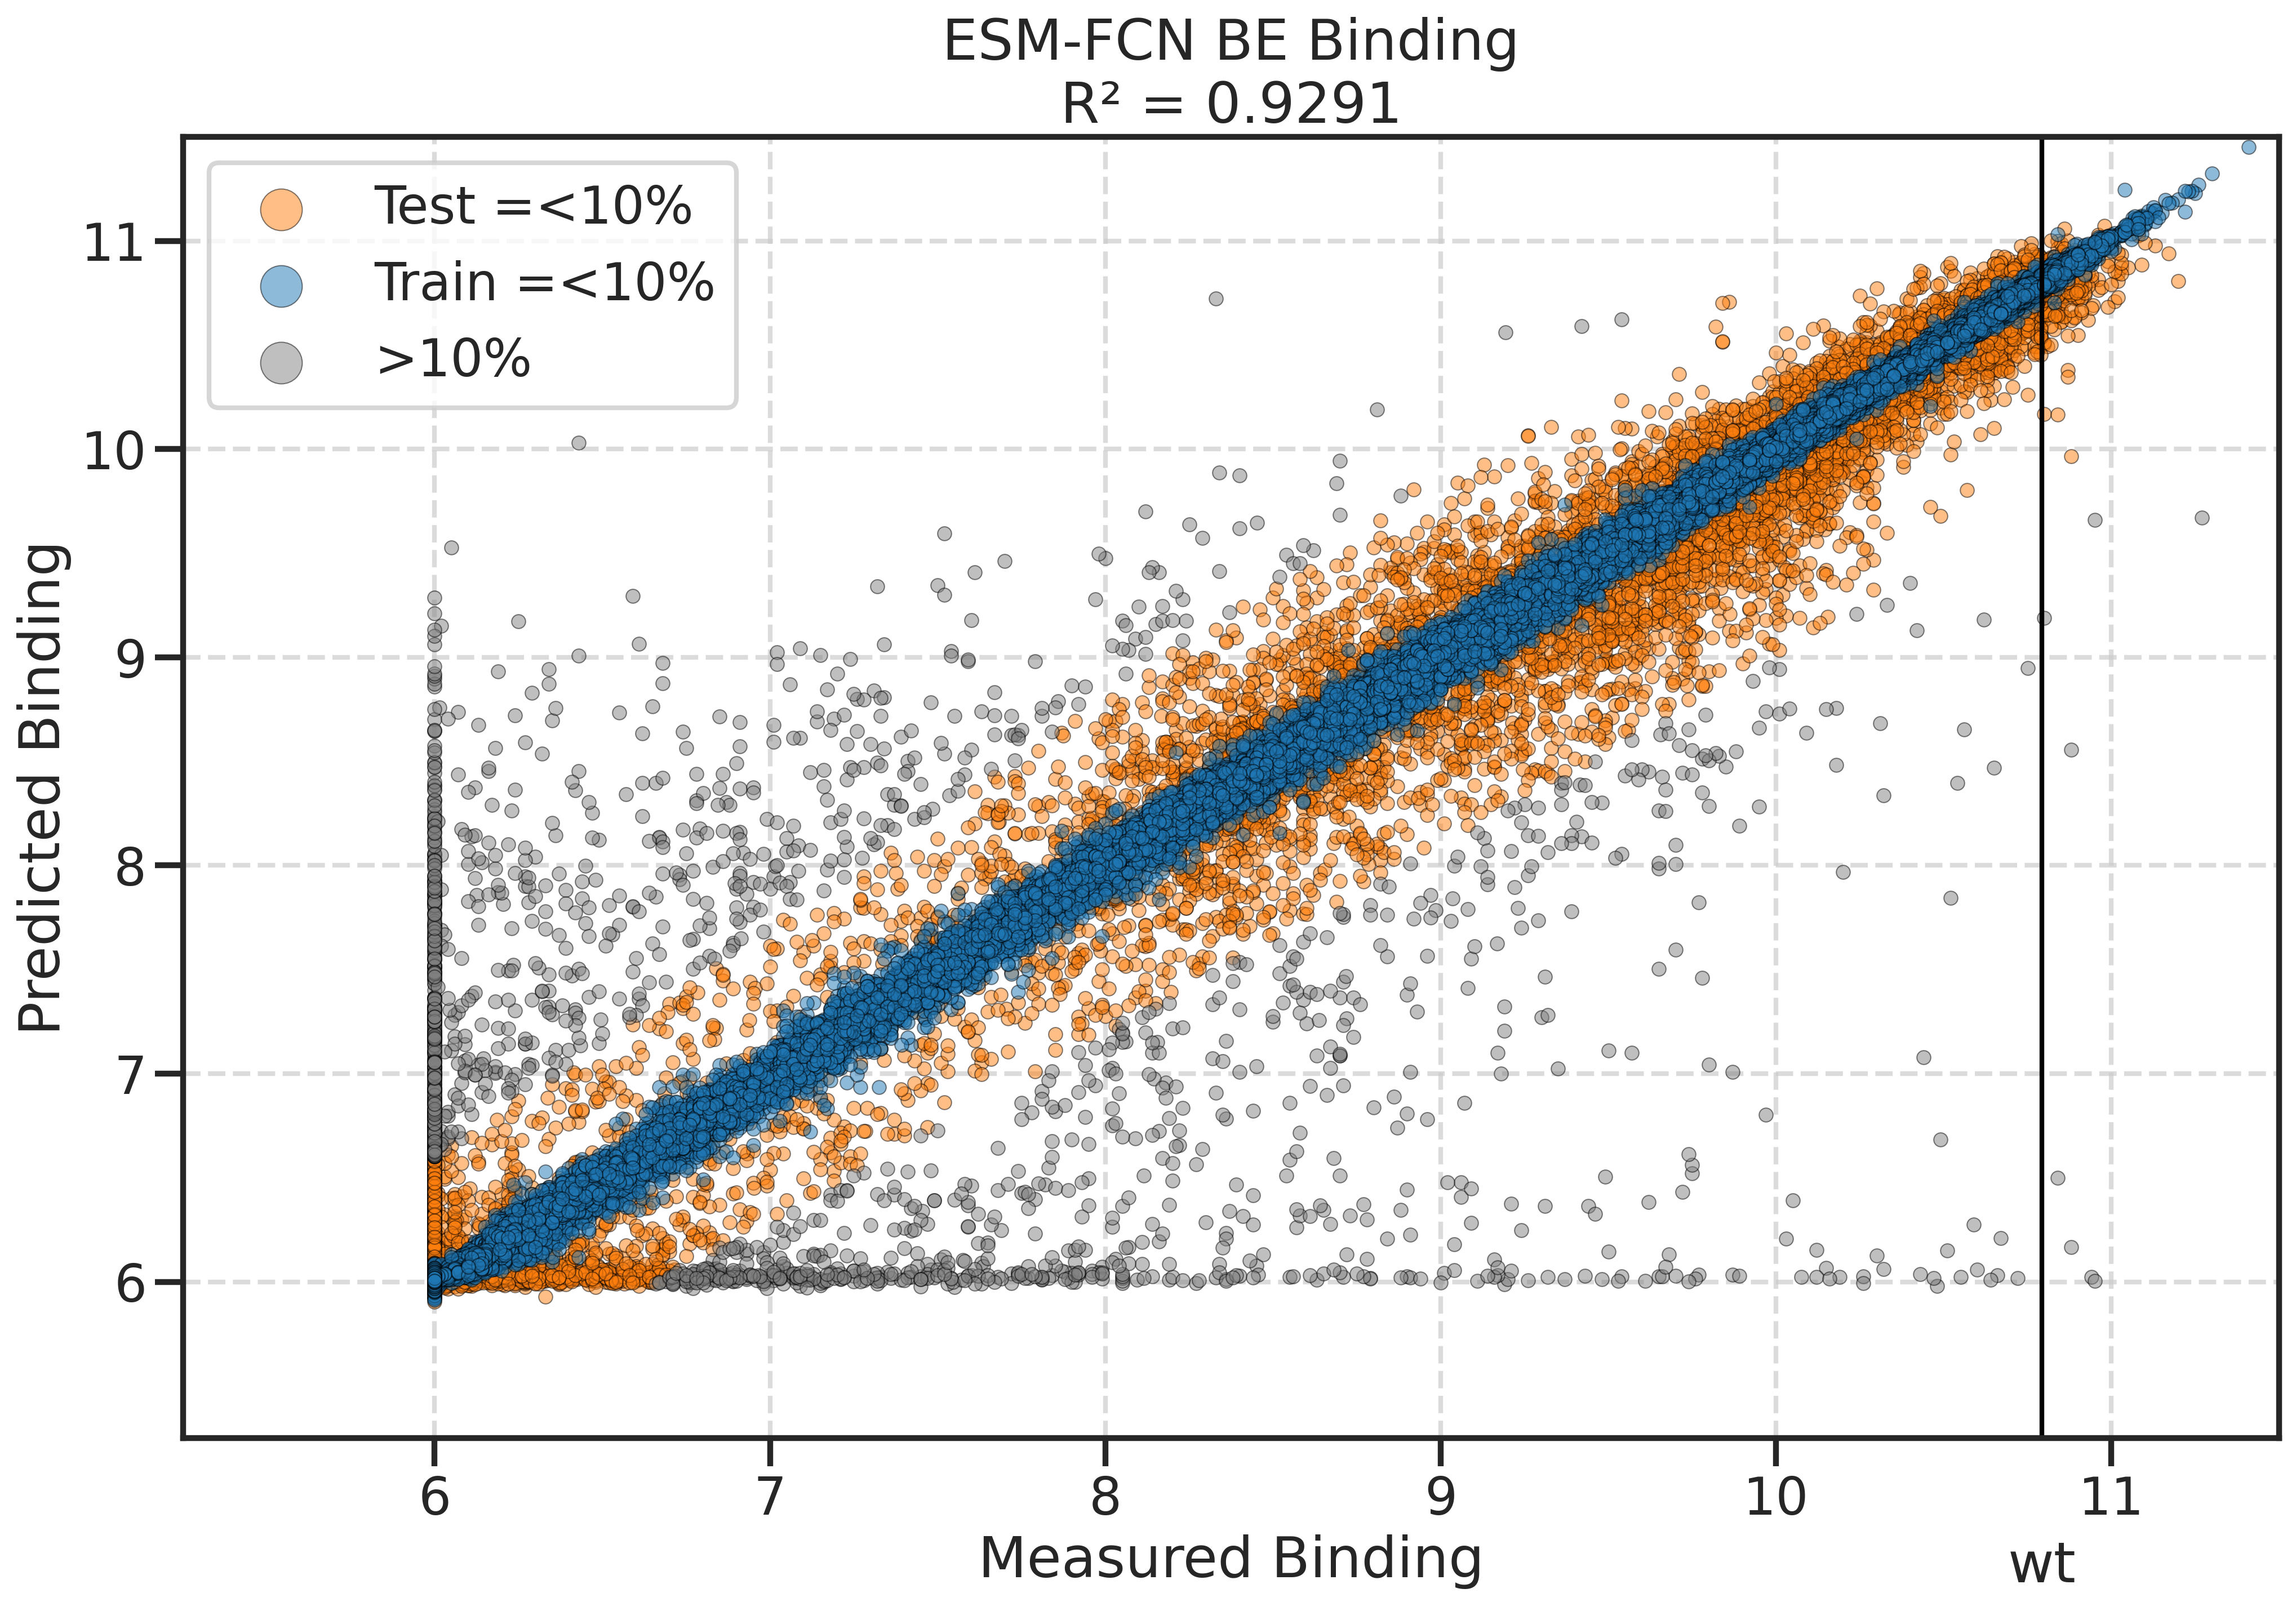 ESM-FCN BE Binding
R² = 0.9291
Test =<10%
Train =<10%
>10%
Predicted Binding
11
10
9
8
7
6
6 7 8 9 10 11
Measured Binding
wt